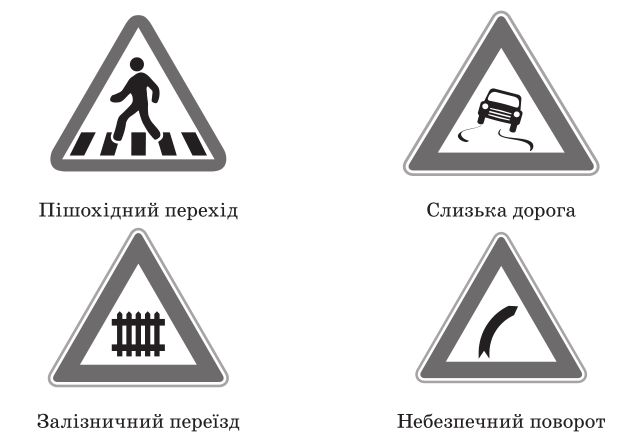 Пішохідний перехід
Слизька дорога
Залізничний переїзд
Небезпечний поворот